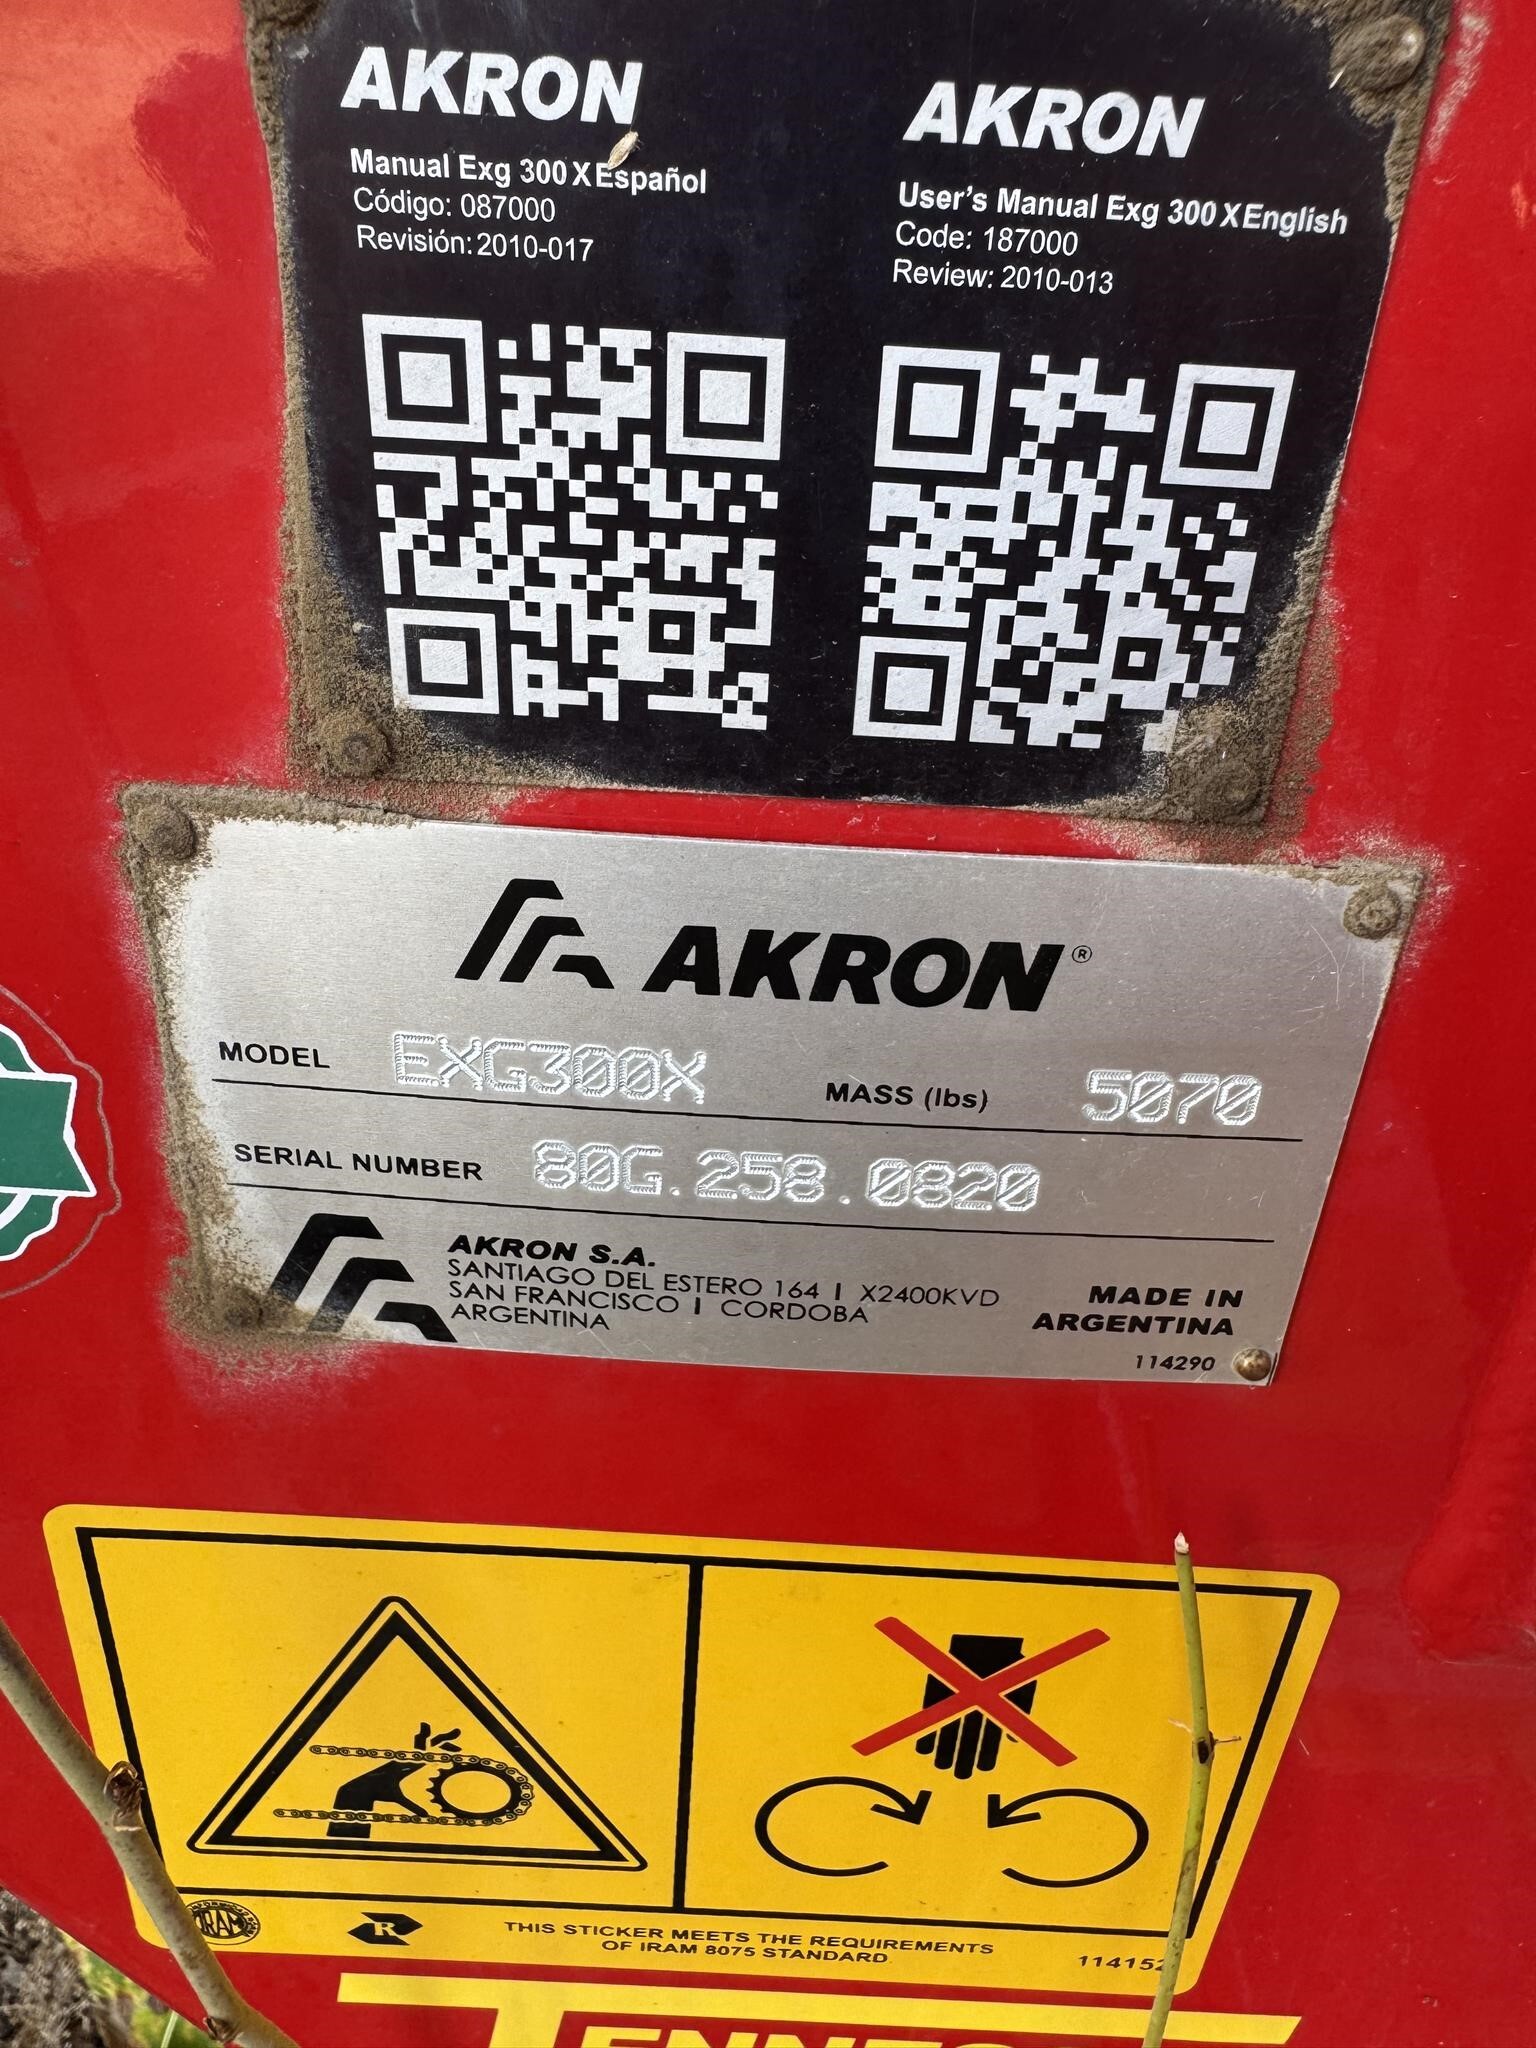 AKRON
Manual Exg 300 X Español
Código: 087000
Revisión: 2010-017
AKRON
User's Manual Exg 300 X English
Code: 187000
Review: 2010-013
AKRON®
MODEL EXG300X MASS (lbs) 5070
SERIAL NUMBER 80G.258.0820
AKRON S.A.
SANTIAGO DEL ESTERO 164 | X2400KVD
SAN FRANCISCO | CORDOBA
ARGENTINA
MADE IN
ARGENTINA
114290
IRAM
R
THIS STICKER MEETS THE REQUIREMENTS
OF IRAM 8075 STANDARD
114152